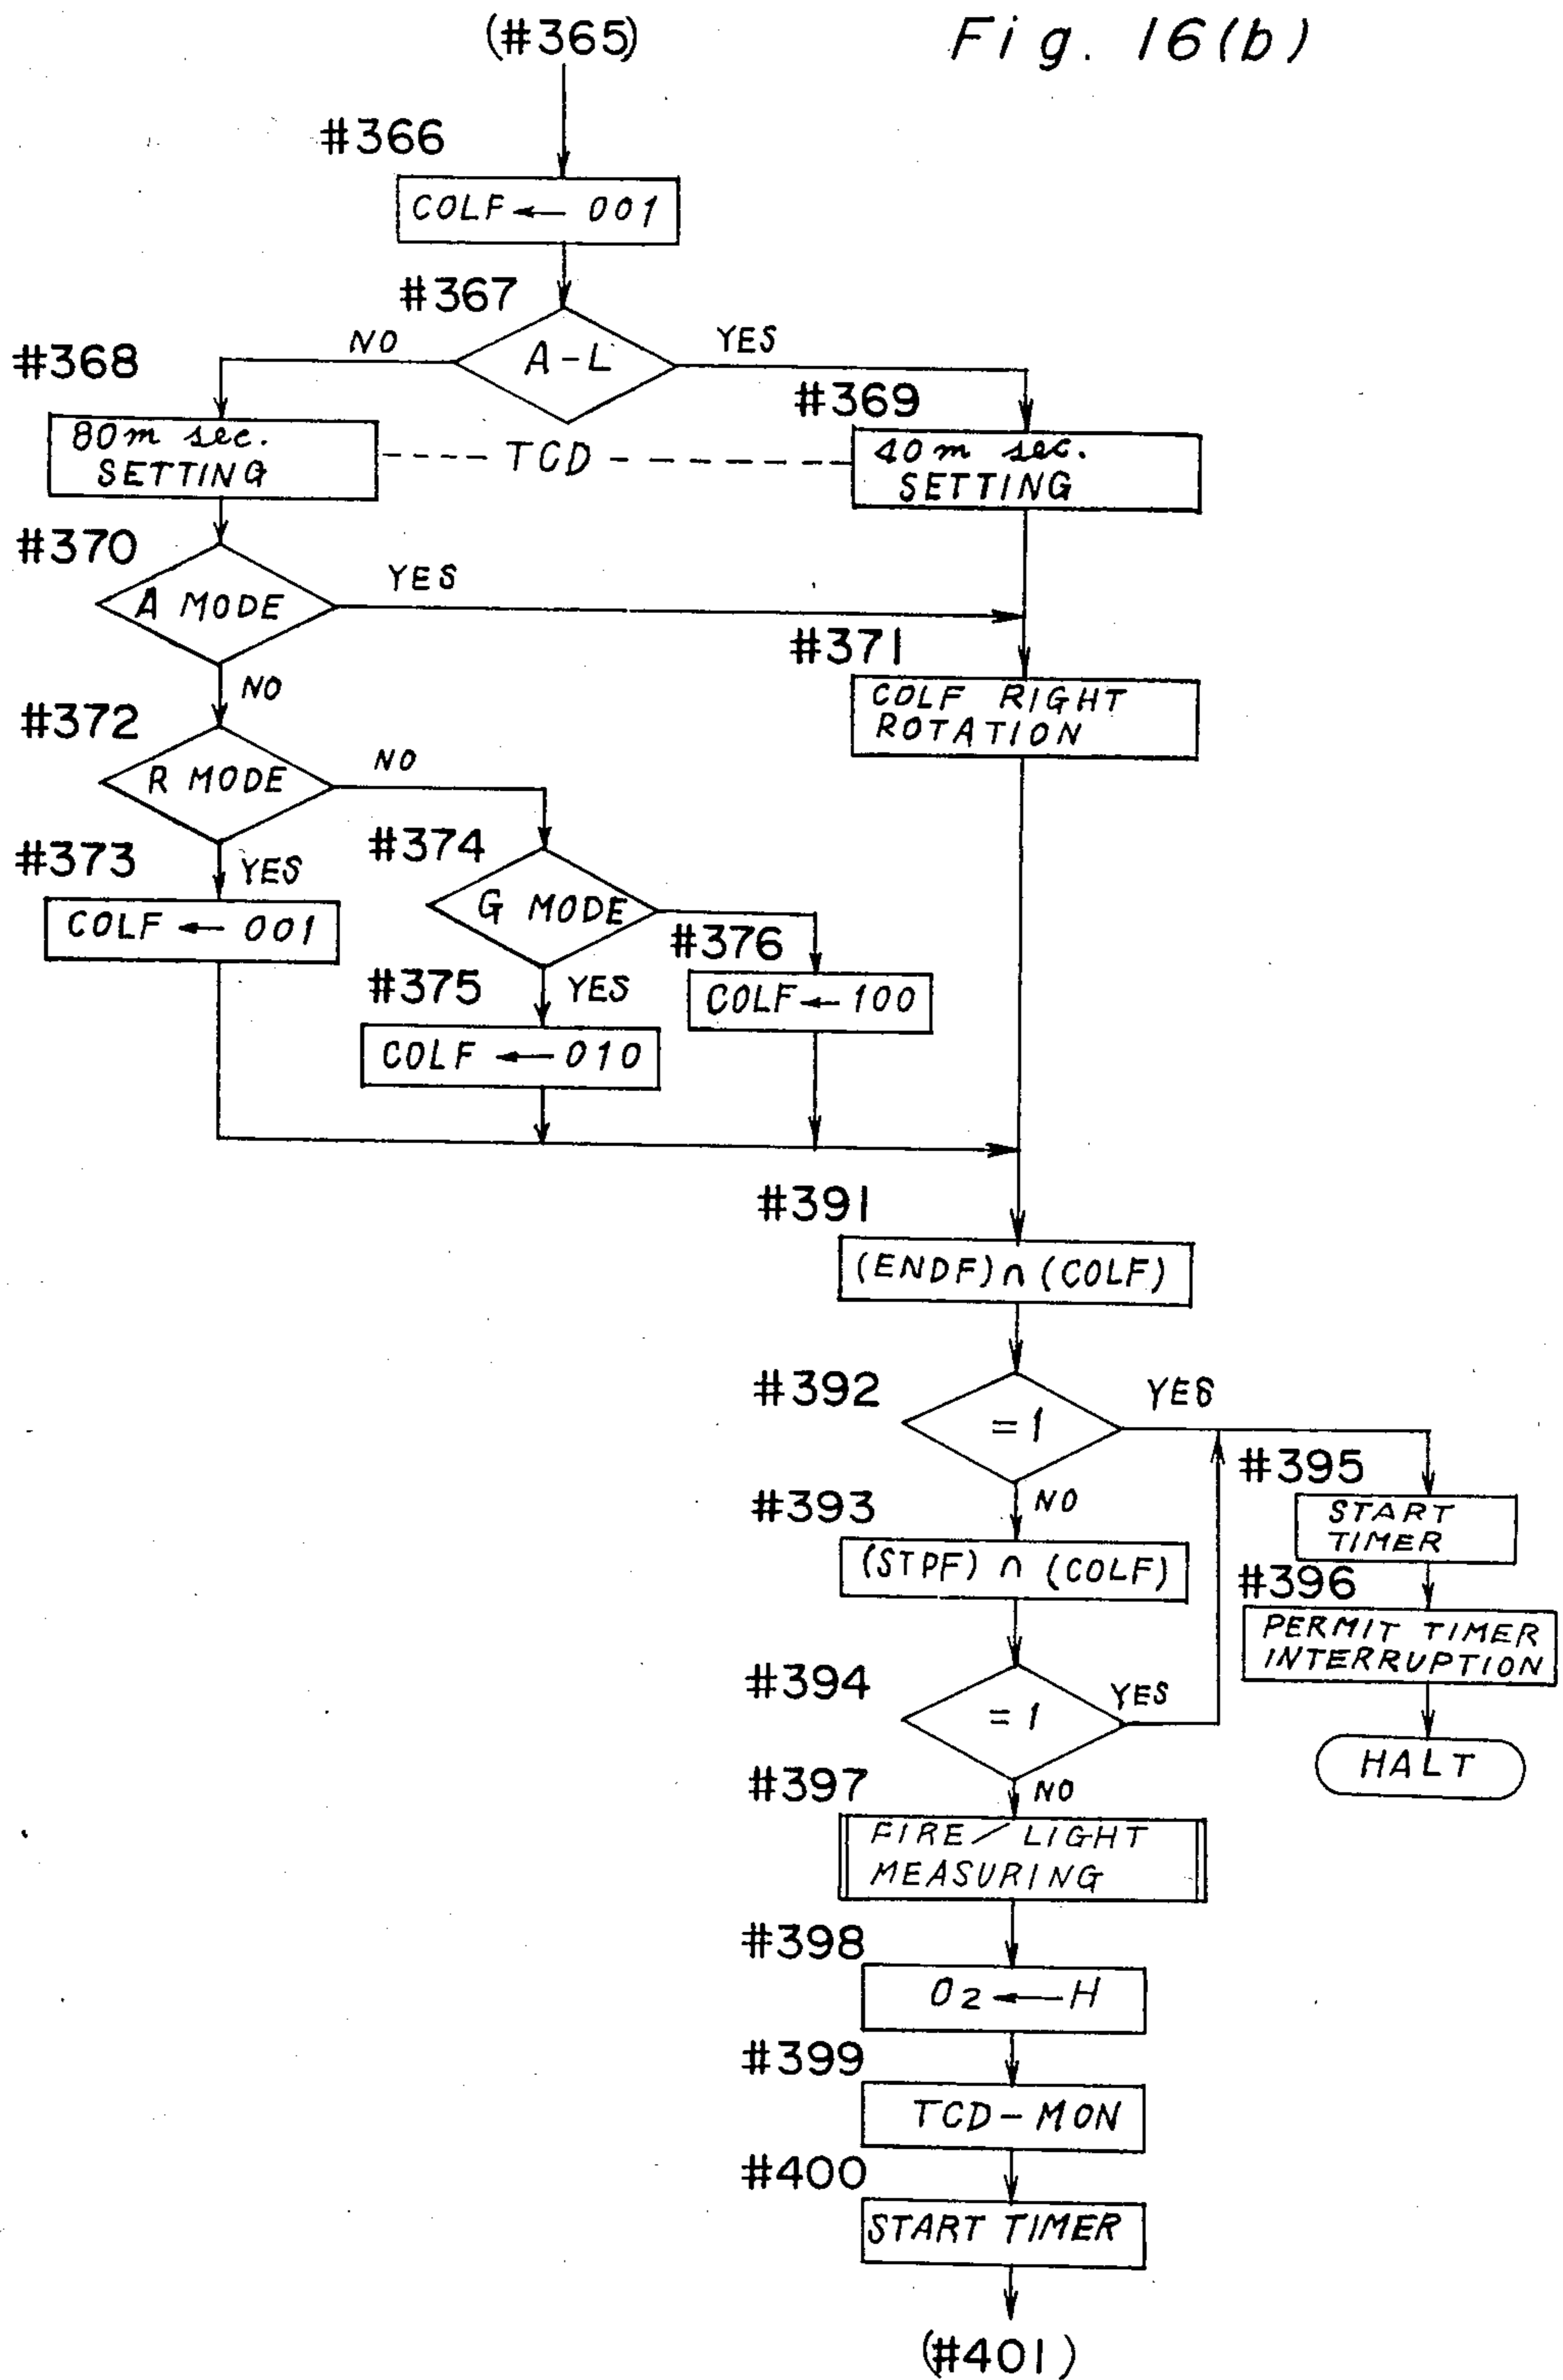 Fig. 16(b)
(#365)
#366
COLF ← 001
#367
A-L
NO
YES
#368
80m sec.
SETTING
TCD
#369
40m sec.
SETTING
#370
A MODE
YES
NO
#371
COLF RIGHT
ROTATION
#372
R MODE
NO
YES
#373
COLF ← 001
#374
G MODE
YES
#375
COLF ← 010
#376
COLF ← 100
#391
(ENDF) ∩ (COLF)
#392
=1
YES
NO
#393
(STPF) ∩ (COLF)
#394
=1
YES
NO
#395
START
TIMER
#396
PERMIT TIMER
INTERRUPTION
HALT
#397
FIRE/LIGHT
MEASURING
#398
O2 ← H
#399
TCD-MON
#400
START TIMER
(#401)